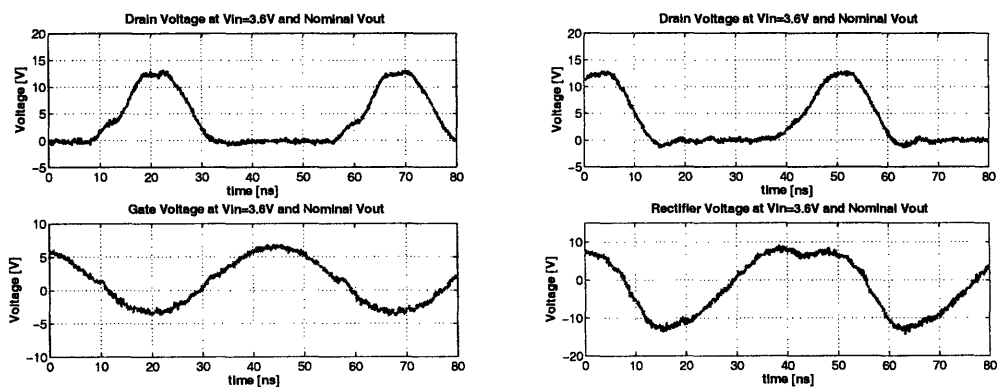 Drain Voltage at Vin=3.6V and Nominal Vout
Voltage [V]
20
15
10
5
0
−5
0 10 20 30 40 50 60 70 80
time [ns]
Gate Voltage at Vin=3.6V and Nominal Vout
Voltage [V]
10
5
0
−5
−10
0 10 20 30 40 50 60 70 80
time [ns]
Drain Voltage at Vin=3.6V and Nominal Vout
Voltage [V]
20
15
10
5
0
−5
0 10 20 30 40 50 60 70 80
time [ns]
Rectifier Voltage at Vin=3.6V and Nominal Vout
Voltage [V]
10
0
−10
−20
0 10 20 30 40 50 60 70 80
time [ns]